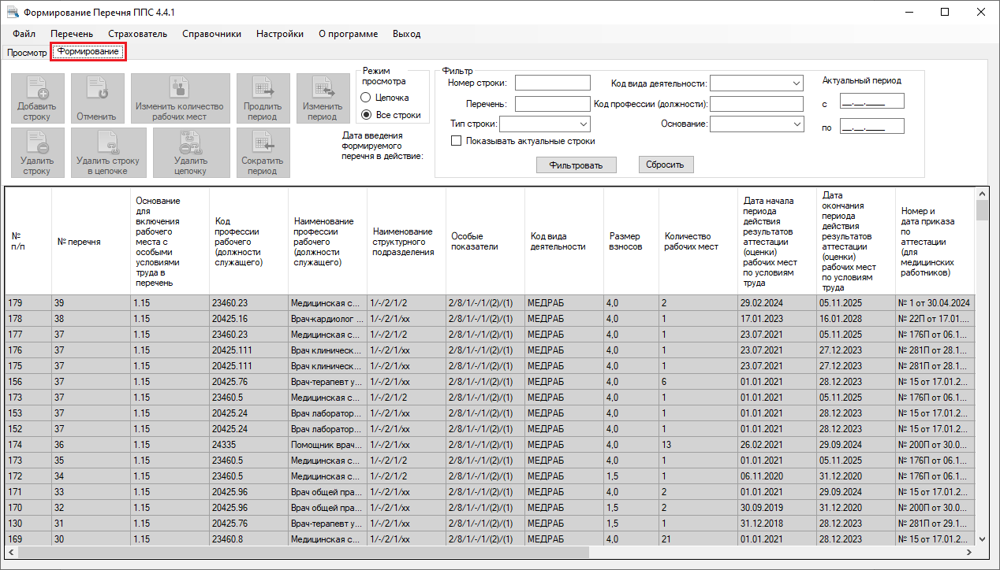 Формирование Перечня ППС 4.4.1
Файл Перечень Страхователь Справочники Настройки О программе Выход
Просмотр Формирование
Добавить
строку
Отменить
Изменить количество
рабочих мест
Продлить
период
Изменить
период
Удалить
строку
Удалить строку
в цепочке
Удалить
цепочку
Сократить
период
Режим
просмотра
Цепочка
Все строки
Дата введения
формируемого
перечня в действие:
Фильтр
Номер строки:
Код вида деятельности:
Перечень:
Код профессии (должности):
Тип строки:
Основание:
Показывать актуальные строки
Фильтровать
Сбросить
Актуальный период
с __.__.____
по __.__.____
№
п/п
№ перечня
Основание
для
включения
рабочего
места с
особыми
условиями
труда в
перечень
Код
профессии
рабочего
(должности
служащего)
Наименование
профессии
рабочего
(должности
служащего)
Наименование
структурного
подразделения
Особые
показатели
Код вида
деятельности
Размер
взносов
Количество
рабочих мест
Дата начала
периода
действия
результатов
аттестации
(оценки)
рабочих мест
по условиям
труда
Дата
окончания
периода
действия
результатов
аттестации
(оценки)
рабочих мест
по условиям
труда
Номер и
дата приказа
по
аттестации
(для
медицинских
работников)
179 39 1.15 23460.23 Медицинская с... 1/-/2/1/2 2/8/1/-/1/(2)/(1) МЕДРАБ 4,0 2 29.02.2024 05.11.2025 № 1 от 30.04.2024
178 38 1.15 20425.16 Врач-кардиолог ... 1/-/2/1/xx 2/8/1/-/1/(2)/(1) МЕДРАБ 4,0 1 17.01.2023 16.01.2028 № 22П от 17.01....
177 37 1.15 23460.23 Медицинская с... 1/-/2/1/2 2/8/1/-/1/(2)/(1) МЕДРАБ 4,0 1 23.07.2021 05.11.2025 № 176П от 06.1...
176 37 1.15 20425.111 Врач клиническ... 1/-/2/1/xx 2/8/1/-/1/(2)/(1) МЕДРАБ 4,0 1 23.07.2021 27.12.2023 № 281П от 28.1...
175 37 1.15 20425.111 Врач клиническ... 1/-/2/1/xx 2/8/1/-/1/(2)/(1) МЕДРАБ 4,0 1 23.07.2021 27.12.2023 № 281П от 28.1...
156 37 1.15 20425.76 Врач-терапевт у... 1/-/2/1/xx 2/8/1/-/1/(2)/(1) МЕДРАБ 4,0 6 01.01.2021 28.12.2023 № 15 от 17.01.2...
173 37 1.15 23460.5 Медицинская с... 1/-/2/1/2 2/8/1/-/1/(2)/(1) МЕДРАБ 4,0 1 01.01.2021 05.11.2025 № 176П от 06.1...
153 37 1.15 20425.24 Врач лаборатор... 1/-/2/1/xx 2/8/1/-/1/(2)/(1) МЕДРАБ 4,0 1 01.01.2021 28.12.2023 № 15 от 17.01.2...
152 37 1.15 20425.24 Врач лаборатор... 1/-/2/1/xx 2/8/1/-/1/(2)/(1) МЕДРАБ 4,0 1 01.01.2021 28.12.2023 № 15 от 17.01.2...
174 36 1.15 24335 Помощник врач... 1/-/2/1/xx 2/8/1/-/1/(2)/(1) МЕДРАБ 4,0 13 26.02.2021 29.09.2024 № 200П от 30.0...
173 35 1.15 23460.5 Медицинская с... 1/-/2/1/2 2/8/1/-/1/(2)/(1) МЕДРАБ 4,0 1 01.01.2021 05.11.2025 № 176П от 06.1...
172 34 1.15 23460.5 Медицинская с... 1/-/2/1/2 2/8/1/-/1/(2)/(1) МЕДРАБ 1,5 1 06.11.2020 31.12.2020 № 176П от 06.1...
171 33 1.15 20425.96 Врач общей пра... 1/-/2/1/xx 2/8/1/-/1/(2)/(1) МЕДРАБ 4,0 2 01.01.2021 29.09.2024 № 15 от 17.01.2...
170 32 1.15 20425.96 Врач общей пра... 1/-/2/1/xx 2/8/1/-/1/(2)/(1) МЕДРАБ 1,5 2 30.09.2019 31.12.2020 № 200П от 30.0...
130 31 1.15 20425.76 Врач-терапевт у... 1/-/2/1/xx 2/8/1/-/1/(2)/(1) МЕДРАБ 1,5 1 31.12.2018 28.12.2023 № 281П от 29.1...
169 30 1.15 23460.8 Медицинская с... 1/-/2/1/xx 2/8/1/-/1/(2)/(1) МЕДРАБ 4,0 21 01.01.2021 28.12.2023 № 15 от 17.01.2...